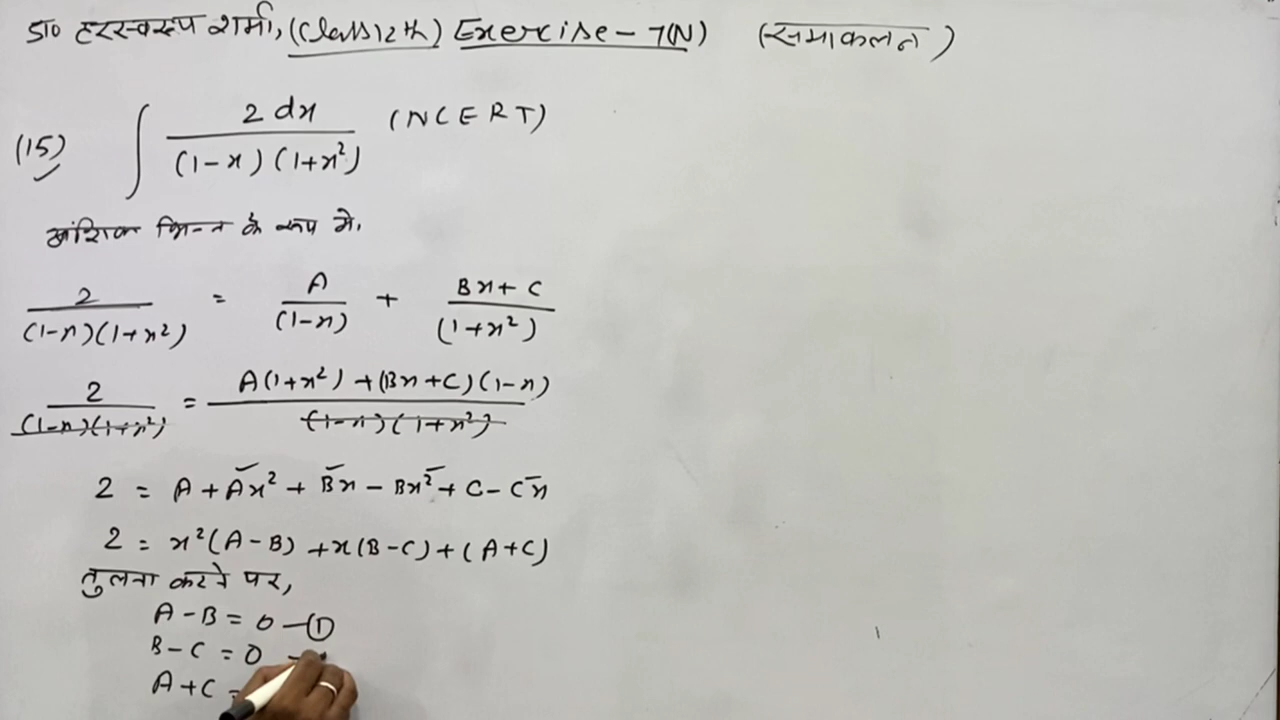 डा० हरस्वरूप शर्मा, (Class 12th) Exercise-7(N) (समाकलन)
(15) ∫ 2 dx / (1-x)(1+x²) (NCERT)
आंशिक भिन्न के रूप मे,
2 / (1-x)(1+x²) = A / (1-x) + Bx+C / (1+x²)
2 / (1-x)(1+x²) = A(1+x²)+(Bx+C)(1-x) / (1-x)(1+x²)
2 = A+Ax²+Bx-Bx²+C-Cx
2 = x²(A-B)+x(B-C)+(A+C)
तुलना करने पर,
A-B=0 —①
B-C=0 —
A+C =